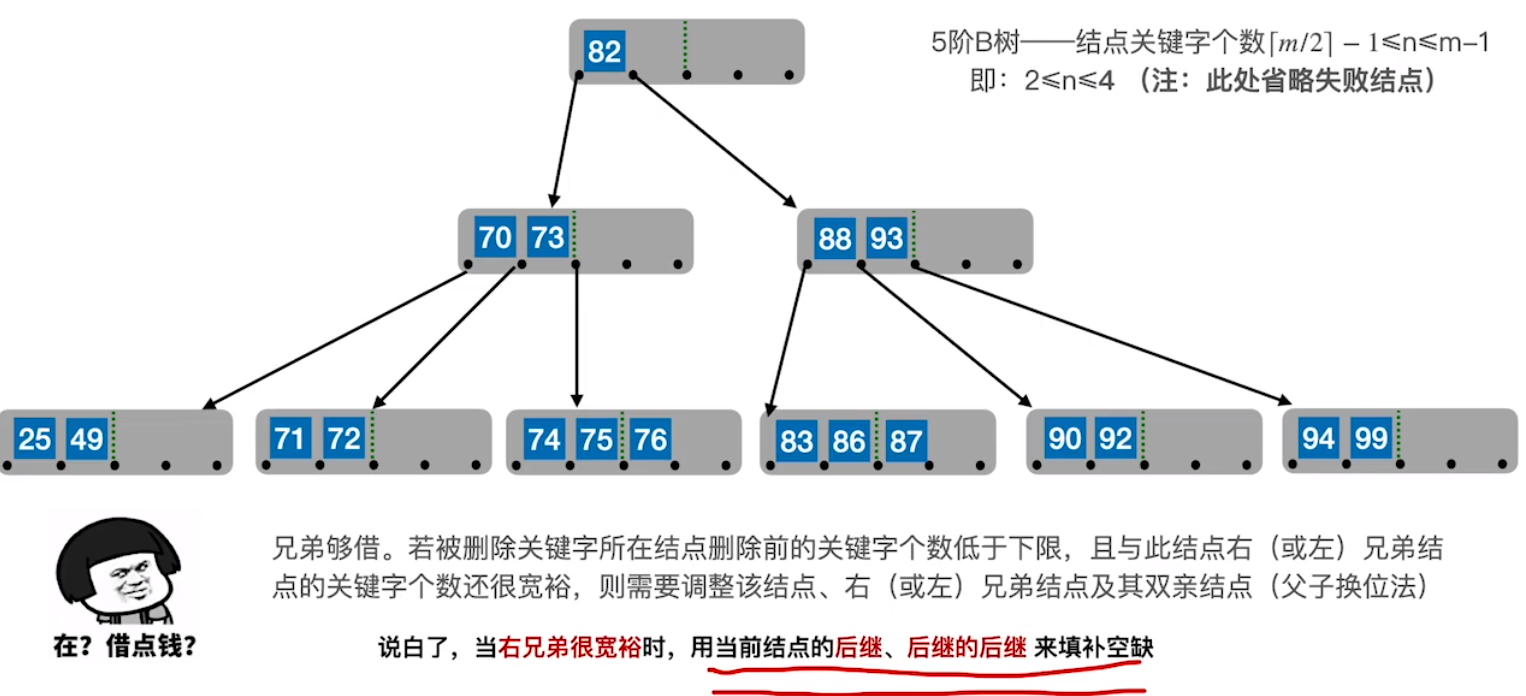 82
5阶B树——结点关键字个数⌈m/2⌉ – 1≤n≤m–1
即：2≤n≤4 （注：此处省略失败结点）
70 73
88 93
25 49
71 72
74 75 76
83 86 87
90 92
94 99
兄弟够借。若被删除关键字所在结点删除前的关键字个数低于下限，且与此结点右（或左）兄弟结
点的关键字个数还很宽裕，则需要调整该结点、右（或左）兄弟结点及其双亲结点（父子换位法）
在？借点钱？
说白了，当右兄弟很宽裕时，用当前结点的后继、后继的后继 来填补空缺